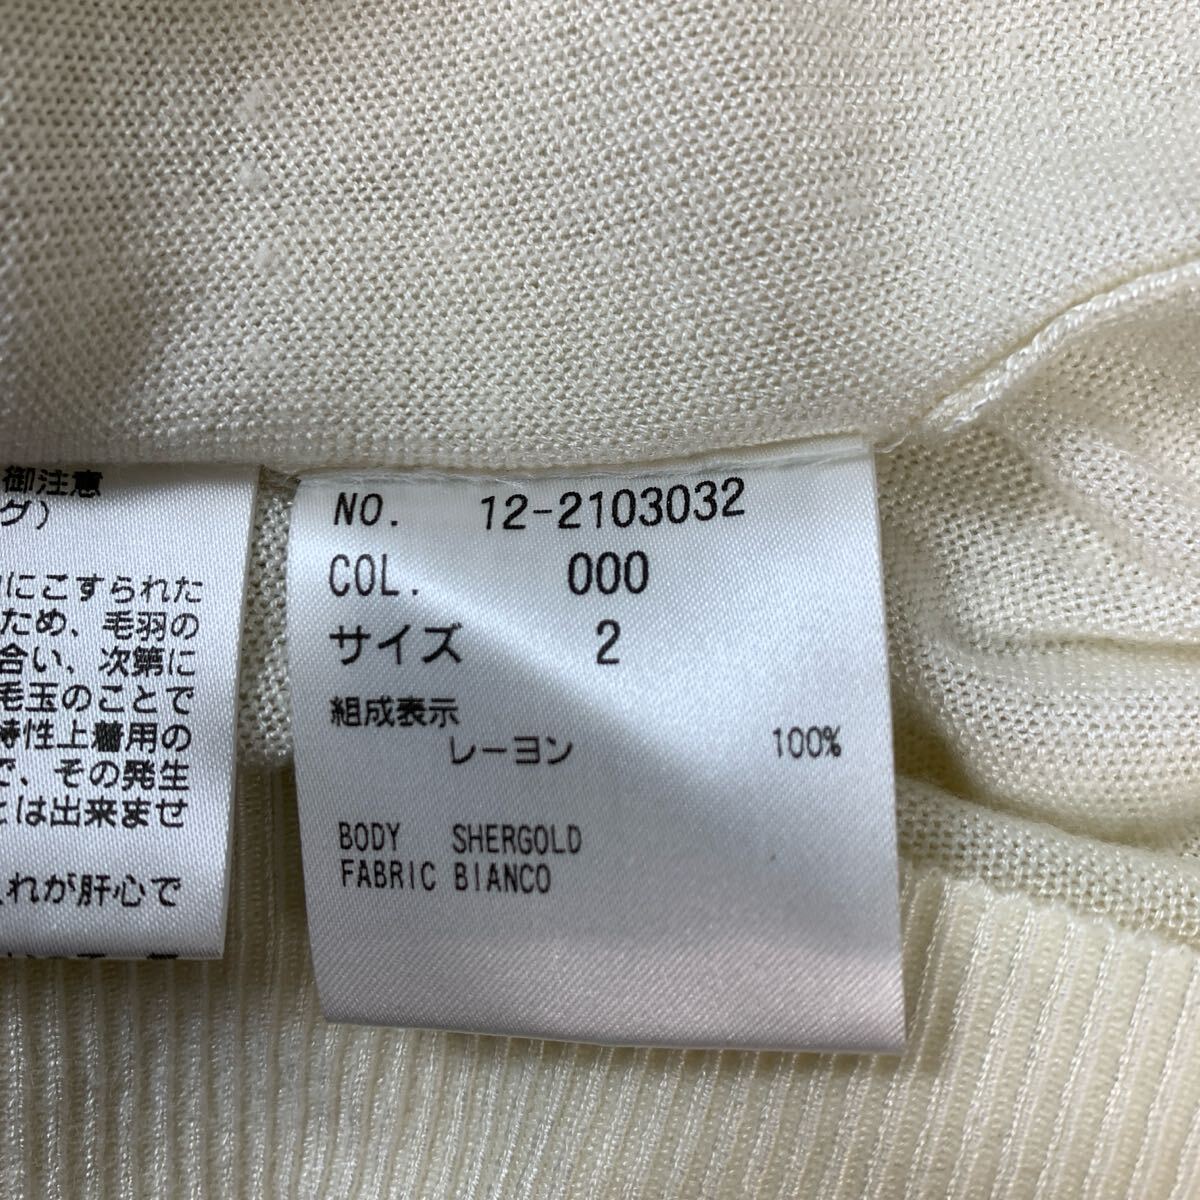 御注意
グ)
にこすられた
ため、毛羽の
合い、次第に
毛玉のことで
特性上着用の
で、その発生
とは出来ませ
れが肝心で
NO. 12-2103032
COL. 000
サイズ 2
組成表示
レーヨン 100%
BODY SHERGOLD
FABRIC BIANCO